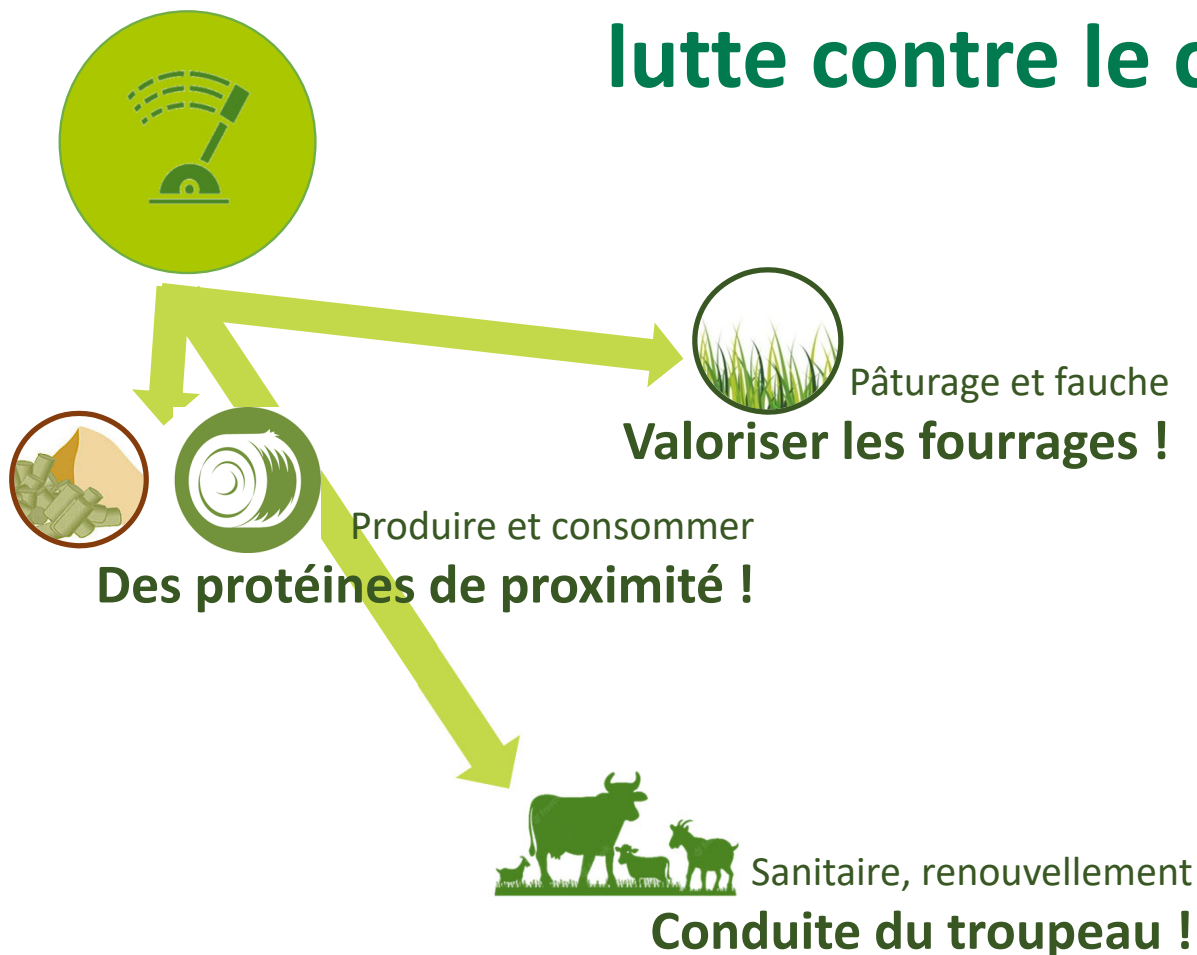 lutte contre le
Pâturage et fauche
Valoriser les fourrages !
Produire et consommer
Des protéines de proximité !
Sanitaire, renouvellement
Conduite du troupeau !